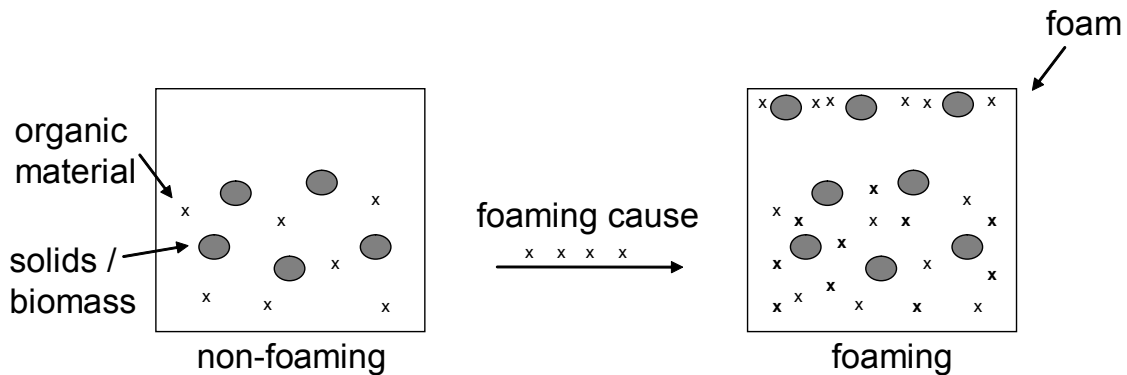 foam
organic
material
solids /
biomass
foaming cause
non-foaming
foaming